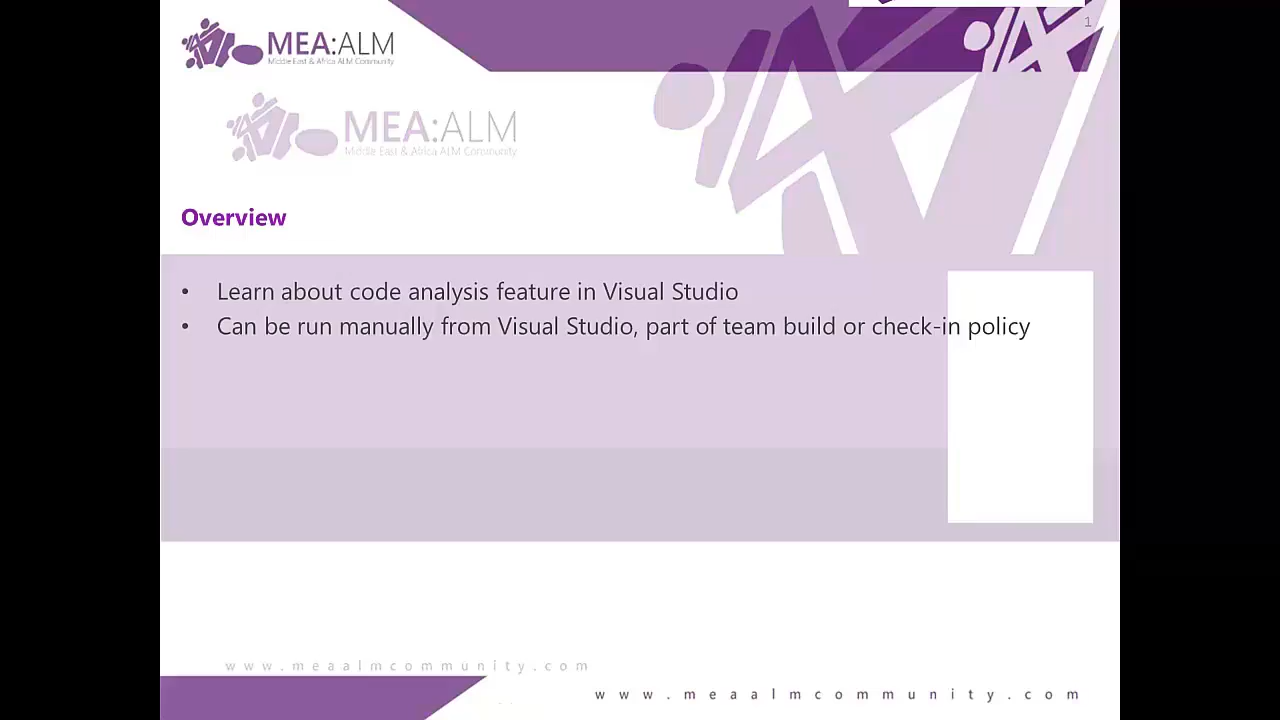 1
MEA:ALM
Middle East & Africa ALM Community
MEA:ALM
Middle East & Africa ALM Community
Overview
• Learn about code analysis feature in Visual Studio
• Can be run manually from Visual Studio, part of team build or check-in policy
www.meaalmcommunity.com
www.meaalmcommunity.com